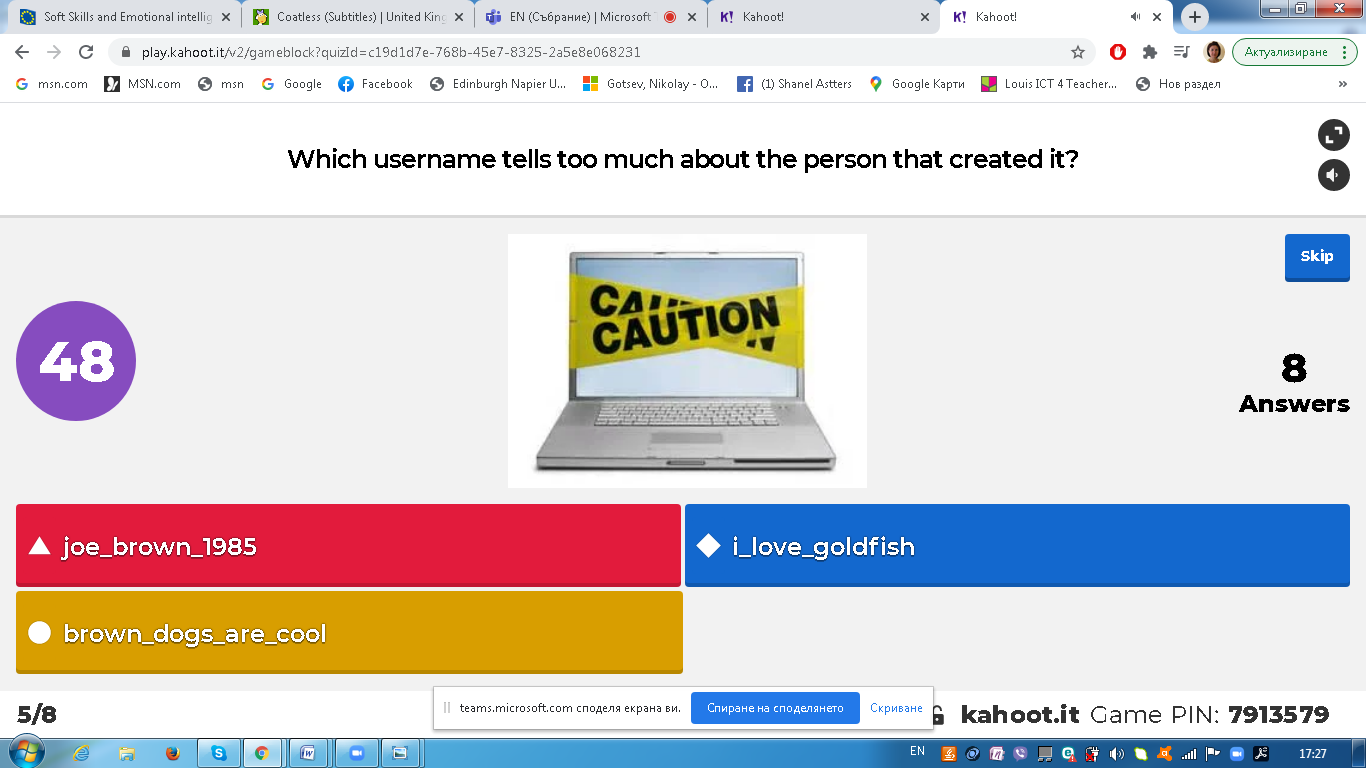 Soft Skills and Emotional intellig
Coatless (Subtitles) | United King
EN (Събрание) | Microsoft
Kahoot!
Kahoot!
play.kahoot.it/v2/gameblock?quizId=c19d1d7e-768b-45e7-8325-2a5e8e068231
Актуализиране
msn.com
MSN.com
msn
Google
Facebook
Edinburgh Napier U...
Gotsev, Nikolay - O...
(1) Shanel Astters
Google Карти
Louis ICT 4 Teacher...
Нов раздел
»
Which username tells too much about the person that created it?
Skip
CAUTION
48
8
Answers
joe_brown_1985
i_love_goldfish
brown_dogs_are_cool
5/8
teams.microsoft.com споделя екрана ви.
Спиране на споделянето
Скриване
kahoot.it Game PIN: 7913579
EN
17:27